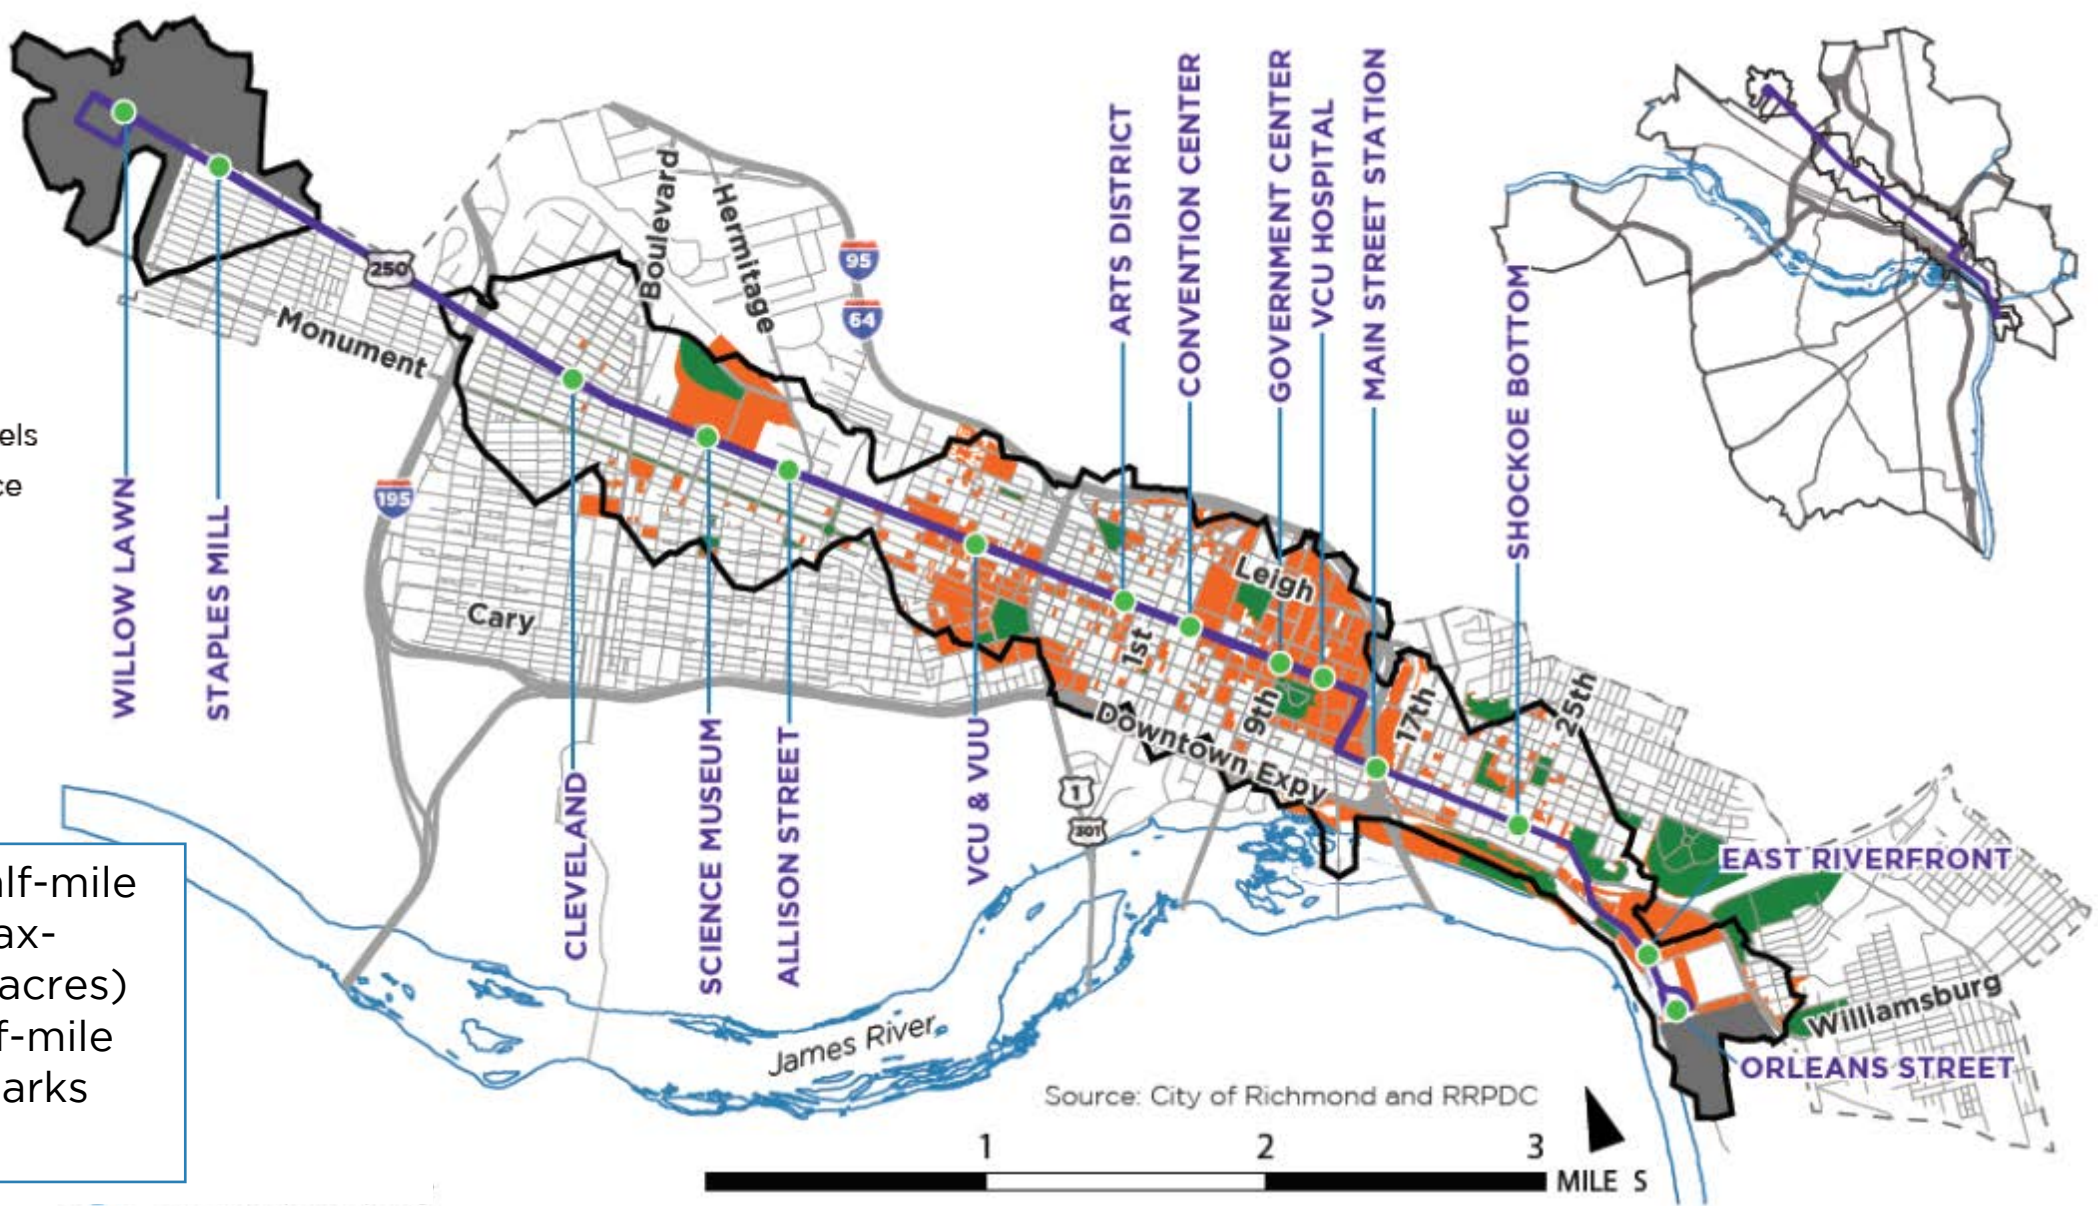 WILLOW LAWN
STAPLES MILL
CLEVELAND
SCIENCE MUSEUM
ALLISON STREET
VCU & VUU
ARTS DISTRICT
CONVENTION CENTER
GOVERNMENT CENTER
VCU HOSPITAL
MAIN STREET STATION
SHOCKOE BOTTOM
EAST RIVERFRONT
ORLEANS STREET
250
Monument
Boulevard
Hermitage
95
64
195
Cary
Leigh
1st
9th
17th
25th
Downtown Expy
1
301
Williamsburg
James River
els
ce
alf-mile
ax-
acres)
f-mile
arks
Source: City of Richmond and RRPDC
1 2 3
MILE S